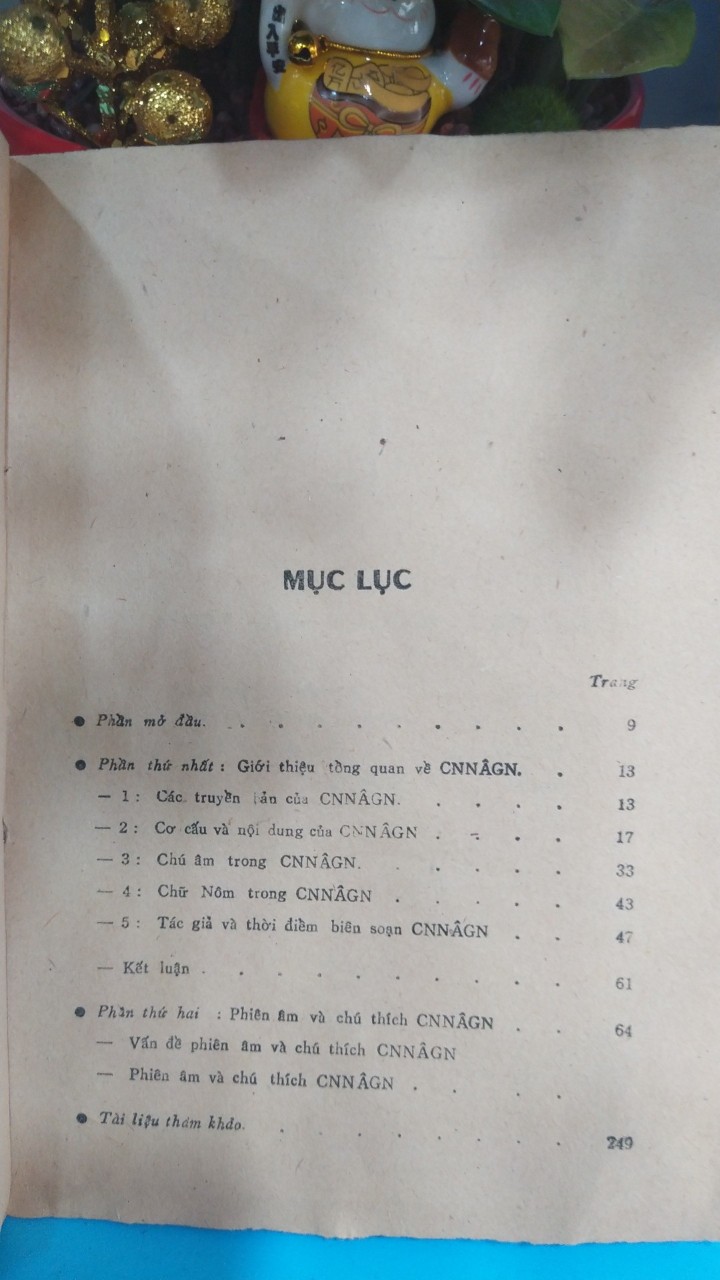 出入平安
MỤC LỤC
Trang
● Phần mở đầu. . . . . . . . . . 9
● Phần thứ nhất : Giới thiệu tổng quan về CNNÂGN. . 13
— 1 : Các truyền bản của CNNÂGN. . . . . 13
— 2 : Cơ cấu và nội dung của CNNÂGN . . . . 17
— 3 : Chú âm trong CNNÂGN. . . . . . 33
— 4 : Chữ Nôm trong CNNÂGN . . . . . 43
— 5 : Tác giả và thời điểm biên soạn CNNÂGN . . 47
— Kết luận . . . . . . . . . . 61
● Phần thứ hai : Phiên âm và chú thích CNNÂGN . . 64
— Vấn đề phiên âm và chú thích CNNÂGN
— Phiên âm và chú thích CNNÂGN . . . .
● Tài liệu tham khảo. . . . . . . . . 249